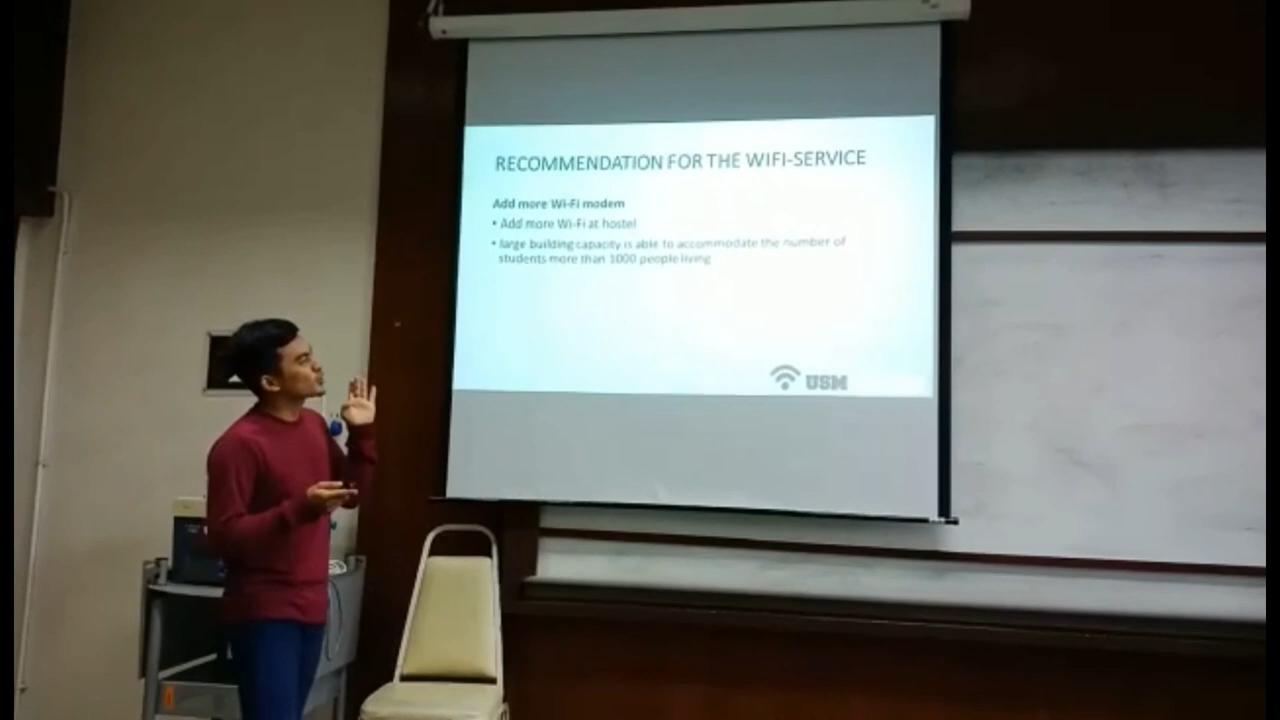 RECOMMENDATION FOR THE WIFI-SERVICE
Add more Wi-Fi modem
• Add more Wi-Fi at hostel
• large building capacity is able to accommodate the number of
students more than 1000 people living
USM